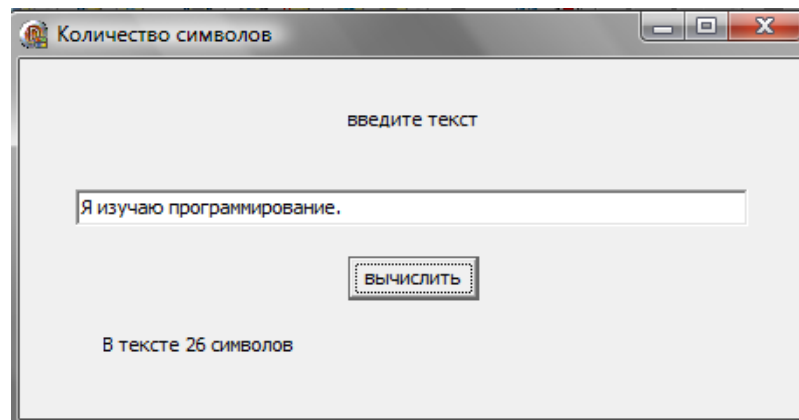 Количество символов
введите текст
Я изучаю программирование.
вычислить
В тексте 26 символов